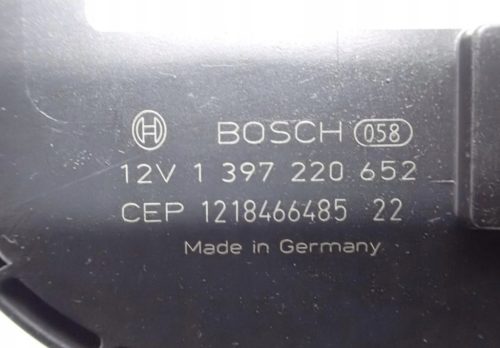 BOSCH 058
12V 1 397 220 652
CEP 1218466485 22
Made in Germany